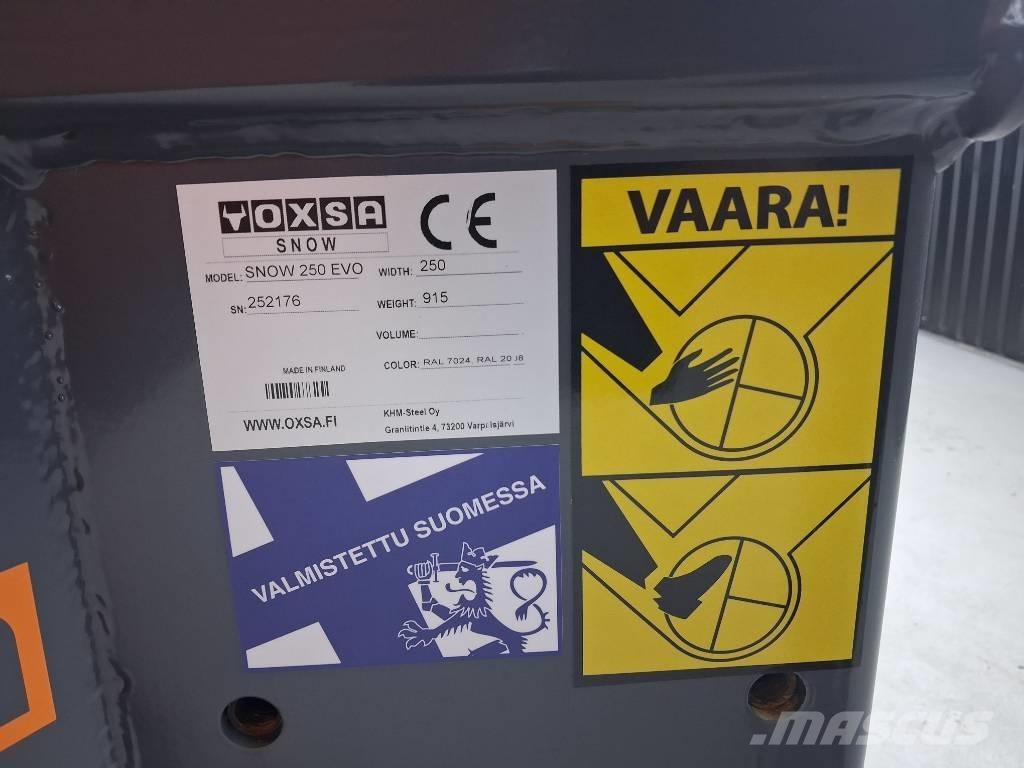 OXSA
SNOW
CE
MODEL: SNOW 250 EVO
WIDTH: 250
SN: 252176
WEIGHT: 915
VOLUME:
MADE IN FINLAND
COLOR: RAL 7024, RAL
WWW.OXSA.FI
KHM-Steel Oy
Granitintie 4, 73200 Varpaisjärvi
VALMISTETTU SUOMESSA
VAARA!
MASCUS